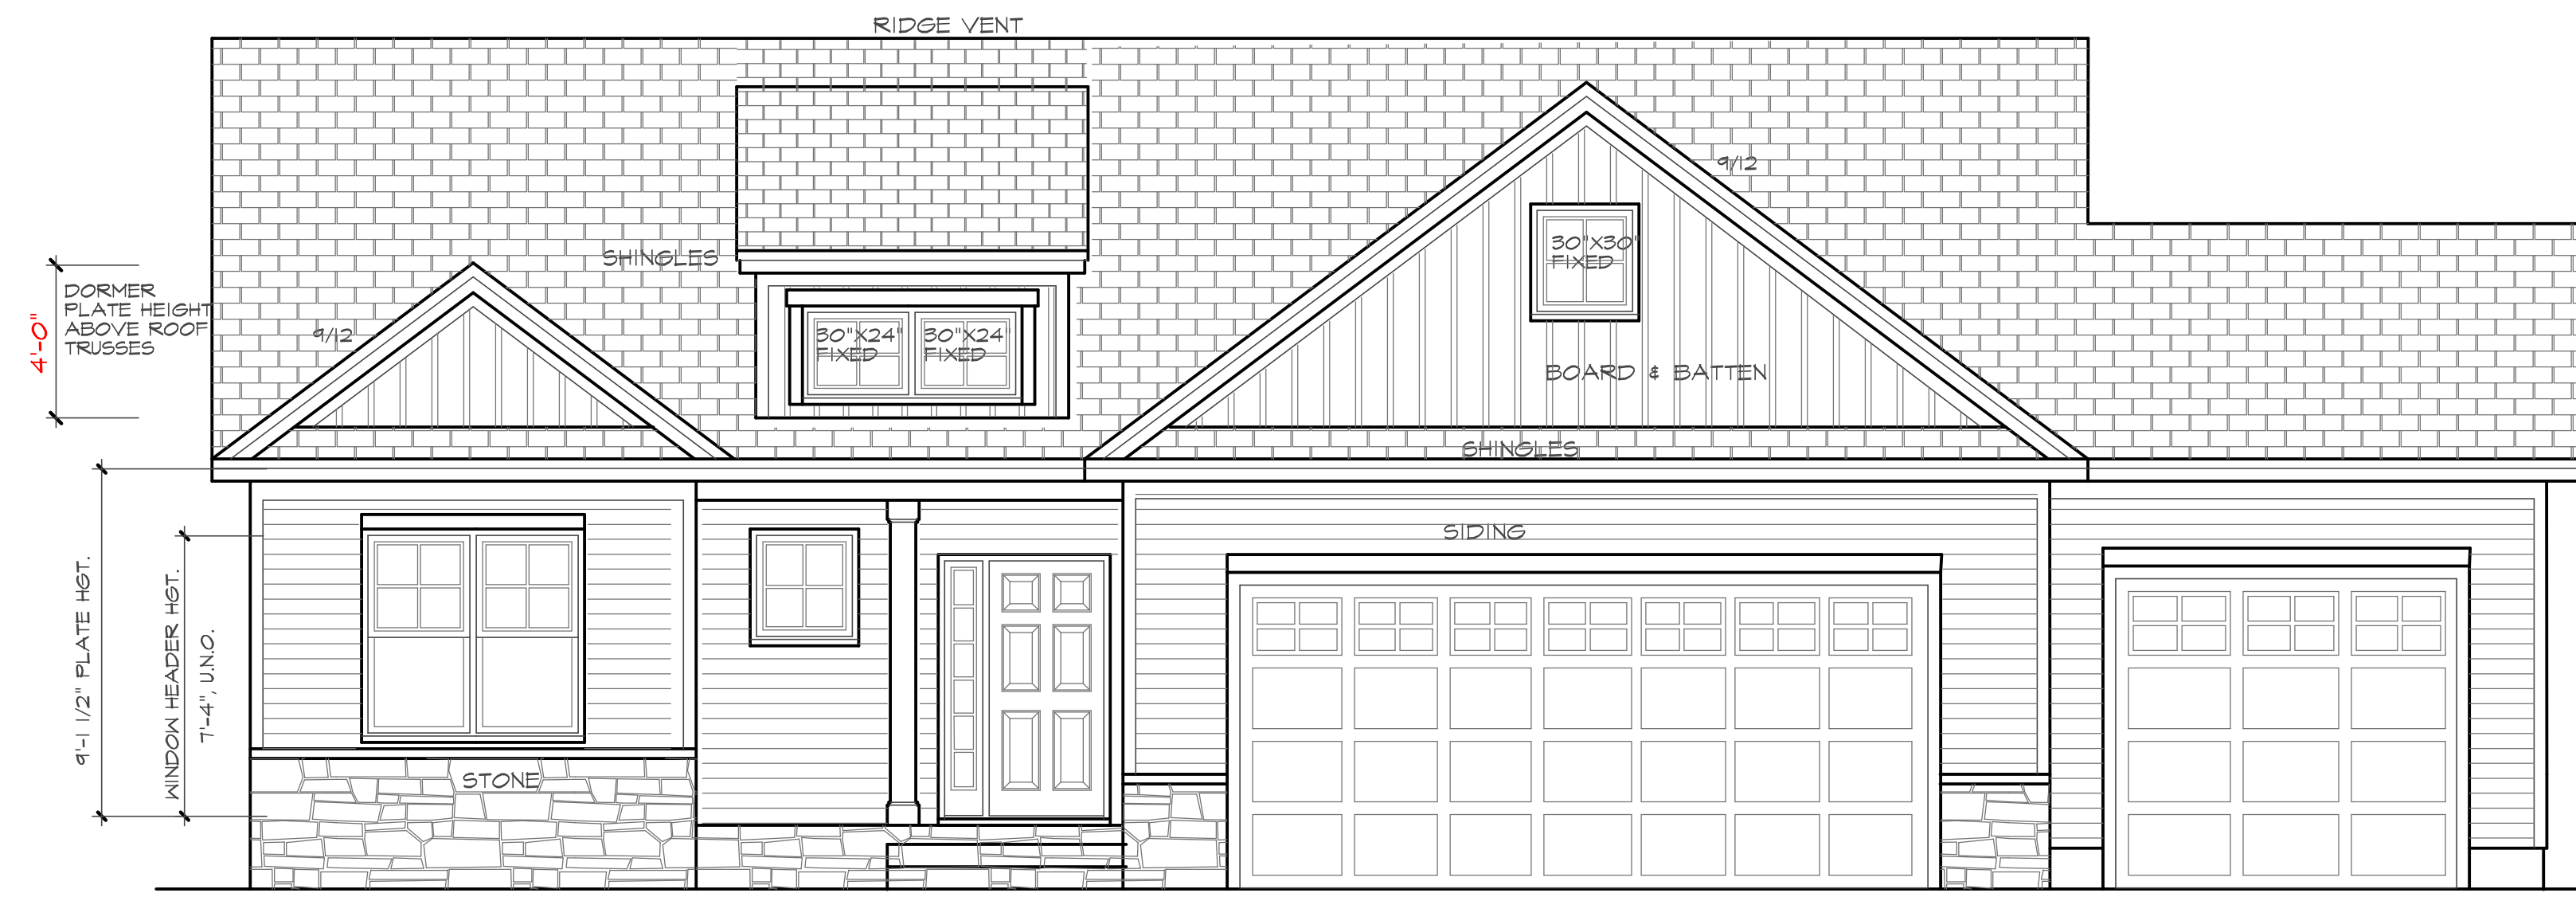 RIDGE VENT
9/12
SHINGLES
30"X30"
FIXED
DORMER
PLATE HEIGHT
ABOVE ROOF
TRUSSES
4'-0"
9/12
30"X24"
FIXED
30"X24"
FIXED
BOARD & BATTEN
SHINGLES
SIDING
9'-1 1/2" PLATE HGT.
WINDOW HEADER HGT.
7'-4", U.N.O.
STONE